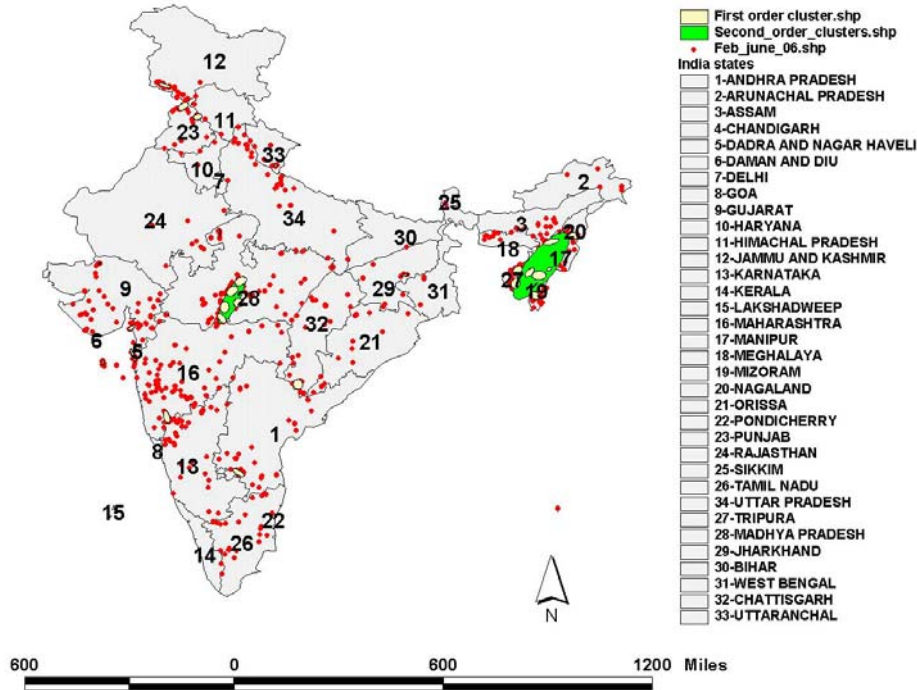 First order cluster.shp
Second_order_clusters.shp
Feb_june_06.shp
India states
1-ANDHRA PRADESH
2-ARUNACHAL PRADESH
3-ASSAM
4-CHANDIGARH
5-DADRA AND NAGAR HAVELI
6-DAMAN AND DIU
7-DELHI
8-GOA
9-GUJARAT
10-HARYANA
11-HIMACHAL PRADESH
12-JAMMU AND KASHMIR
13-KARNATAKA
14-KERALA
15-LAKSHADWEEP
16-MAHARASHTRA
17-MANIPUR
18-MEGHALAYA
19-MIZORAM
20-NAGALAND
21-ORISSA
22-PONDICHERRY
23-PUNJAB
24-RAJASTHAN
25-SIKKIM
26-TAMIL NADU
34-UTTAR PRADESH
27-TRIPURA
28-MADHYA PRADESH
29-JHARKHAND
30-BIHAR
31-WEST BENGAL
32-CHATTISGARH
33-UTTARANCHAL
12
11
23
33
10
7
2
25
24
34
3
20
30
18
17
9
28
29
31
27
19
32
6
5
21
16
1
8
13
15
22
14
26
N
600 0 600 1200 Miles